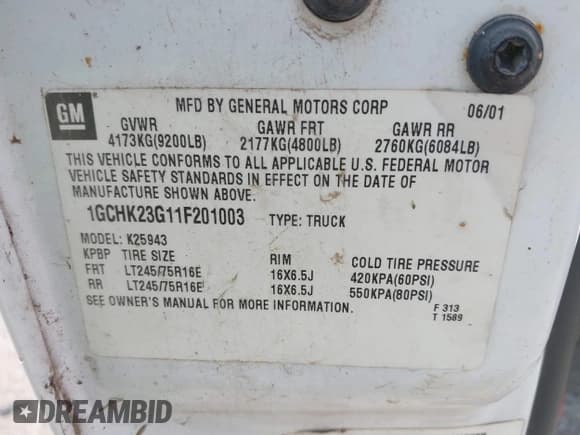 GM
MFD BY GENERAL MOTORS CORP 06/01
GVWR GAWR FRT GAWR RR
4173KG(9200LB) 2177KG(4800LB) 2760KG(6084LB)
THIS VEHICLE CONFORMS TO ALL APPLICABLE U.S. FEDERAL MOTOR
VEHICLE SAFETY STANDARDS IN EFFECT ON THE DATE OF
MANUFACTURE SHOWN ABOVE.
1GCHK23G11F201003 TYPE: TRUCK
MODEL: K25943
KPBP TIRE SIZE RIM COLD TIRE PRESSURE
FRT LT245/75R16E 16X6.5J 420KPA(60PSI)
RR LT245/75R16E 16X6.5J 550KPA(80PSI)
SEE OWNER'S MANUAL FOR MORE INFORMATION.
F 313
T 1589
DREAMBID